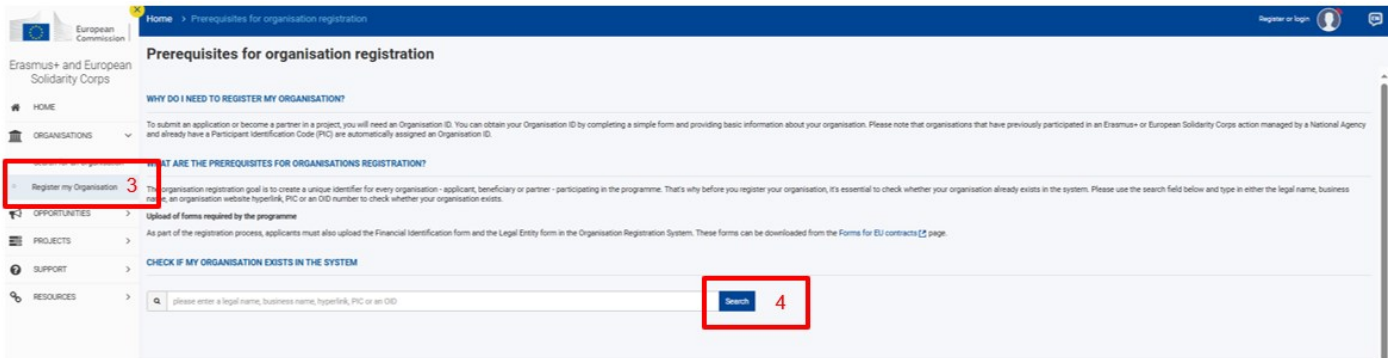 European
Commission
Erasmus+ and European
Solidarity Corps
HOME
ORGANISATIONS
Register my Organisation
3
OPPORTUNITIES
PROJECTS
SUPPORT
RESOURCES
Home > Prerequisites for organisation registration
Register or login
EN
Prerequisites for organisation registration
WHY DO I NEED TO REGISTER MY ORGANISATION?
To submit an application or become a partner in a project, you will need an Organisation ID. You can obtain your Organisation ID by completing a simple form and providing basic information about your organisation. Please note that organisations that have previously participated in an Erasmus+ or European Solidarity Corps action managed by a National Agency
and already have a Participant Identification Code (PIC) are automatically assigned an Organisation ID.
ARE THE PREREQUISITES FOR ORGANISATIONS REGISTRATION?
The organisation registration goal is to create a unique identifier for every organisation - applicant, beneficiary or partner - participating in the programme. That's why before you register your organisation, it's essential to check whether your organisation already exists in the system. Please use the search field below and type in either the legal name, business
name, an organisation website hyperlink, PIC or an OID number to check whether your organisation exists.
Upload of forms required by the programme
As part of the registration process, applicants must also upload the Financial Identification form and the Legal Entity form in the Organisation Registration System. These forms can be downloaded from the Forms for EU contracts page.
CHECK IF MY ORGANISATION EXISTS IN THE SYSTEM
please enter a legal name, business name, hyperlink, PIC or an OID
Search
4